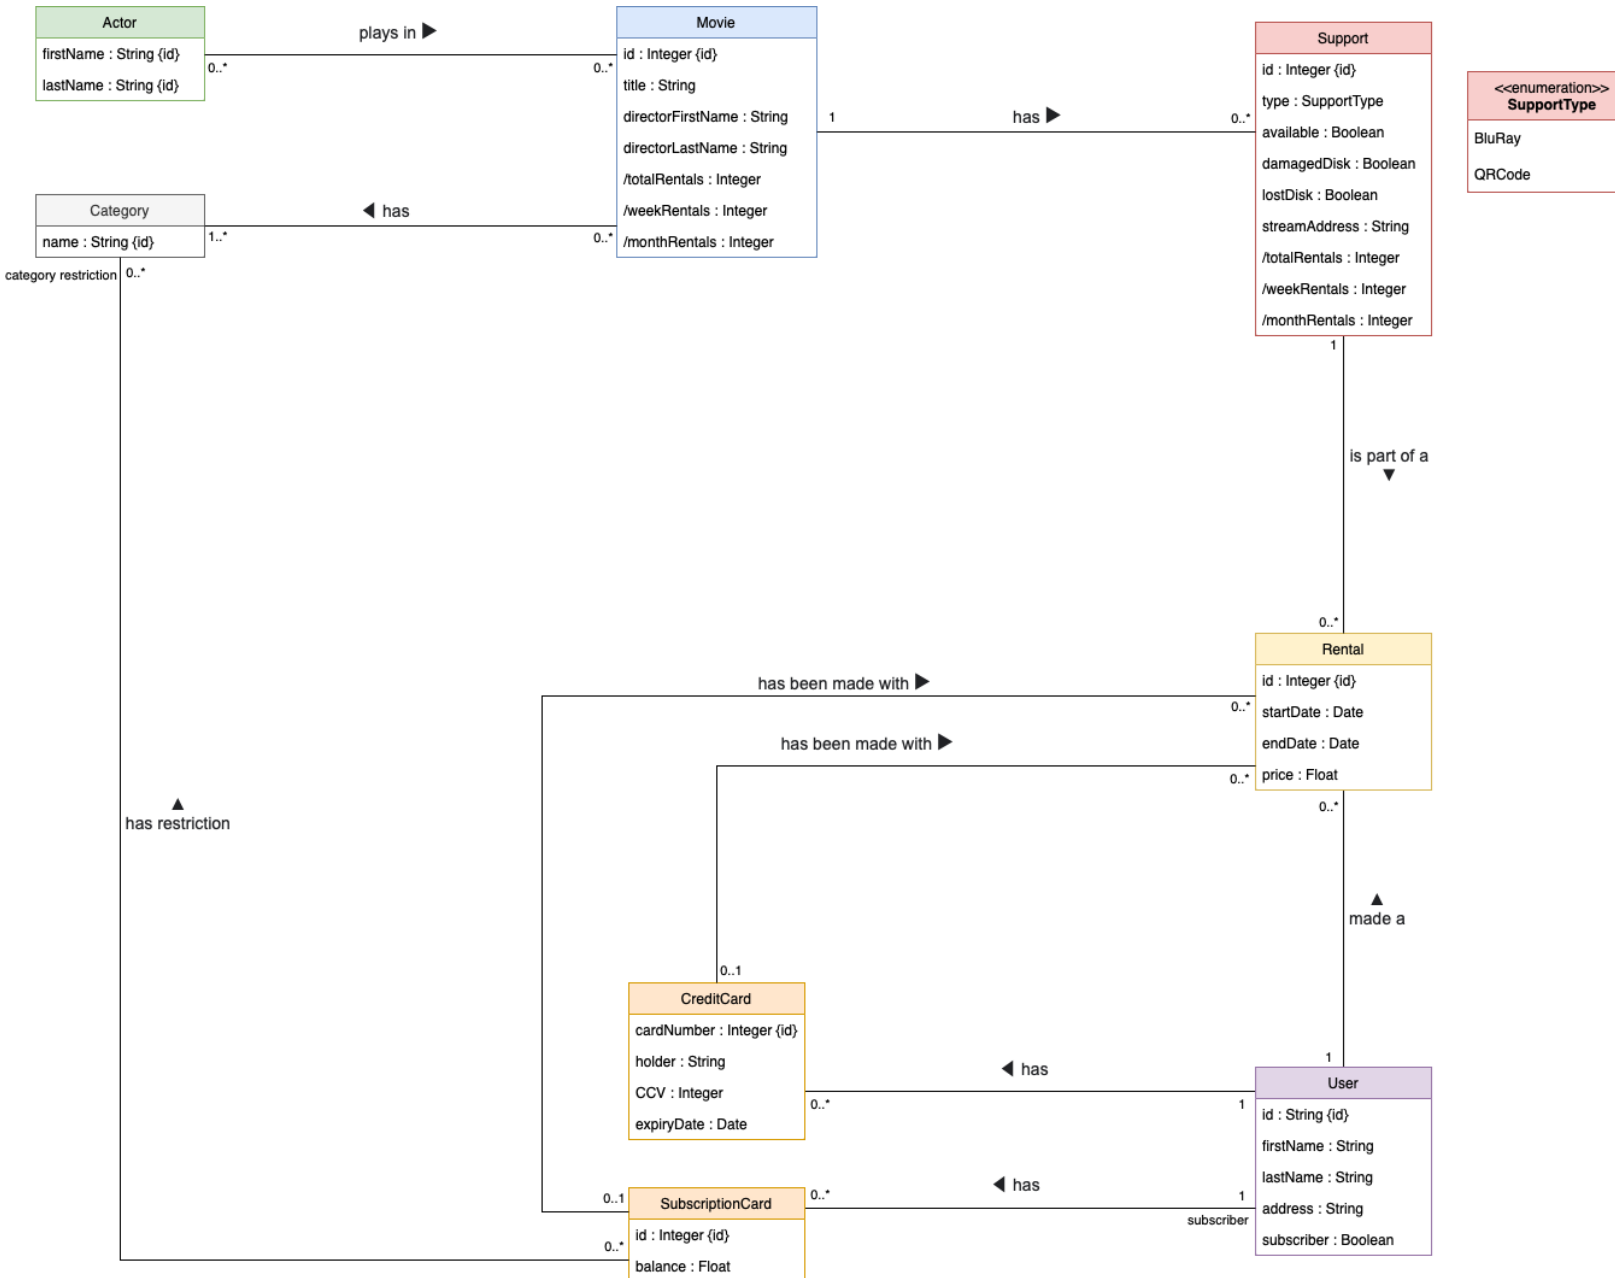 Actor
firstName : String {id}
lastName : String {id}
plays in ▶
0..*
0..*
Movie
id : Integer {id}
title : String
directorFirstName : String
directorLastName : String
/totalRentals : Integer
/weekRentals : Integer
/monthRentals : Integer
1
has ▶
0..*
Support
id : Integer {id}
type : SupportType
available : Boolean
damagedDisk : Boolean
lostDisk : Boolean
streamAddress : String
/totalRentals : Integer
/weekRentals : Integer
/monthRentals : Integer
<<enumeration>>
SupportType
BluRay
QRCode
Category
name : String {id}
◀ has
1..*
0..*
category restriction
0..*
1
is part of a
▼
0..*
Rental
id : Integer {id}
startDate : Date
endDate : Date
price : Float
has been made with ▶
0..*
has been made with ▶
0..*
0..*
▲
has restriction
▲
made a
0..1
1
CreditCard
cardNumber : Integer {id}
holder : String
CCV : Integer
expiryDate : Date
◀ has
0..*
1
User
id : String {id}
firstName : String
lastName : String
address : String
subscriber : Boolean
◀ has
0..*
1
subscriber
0..1
0..*
SubscriptionCard
id : Integer {id}
balance : Float